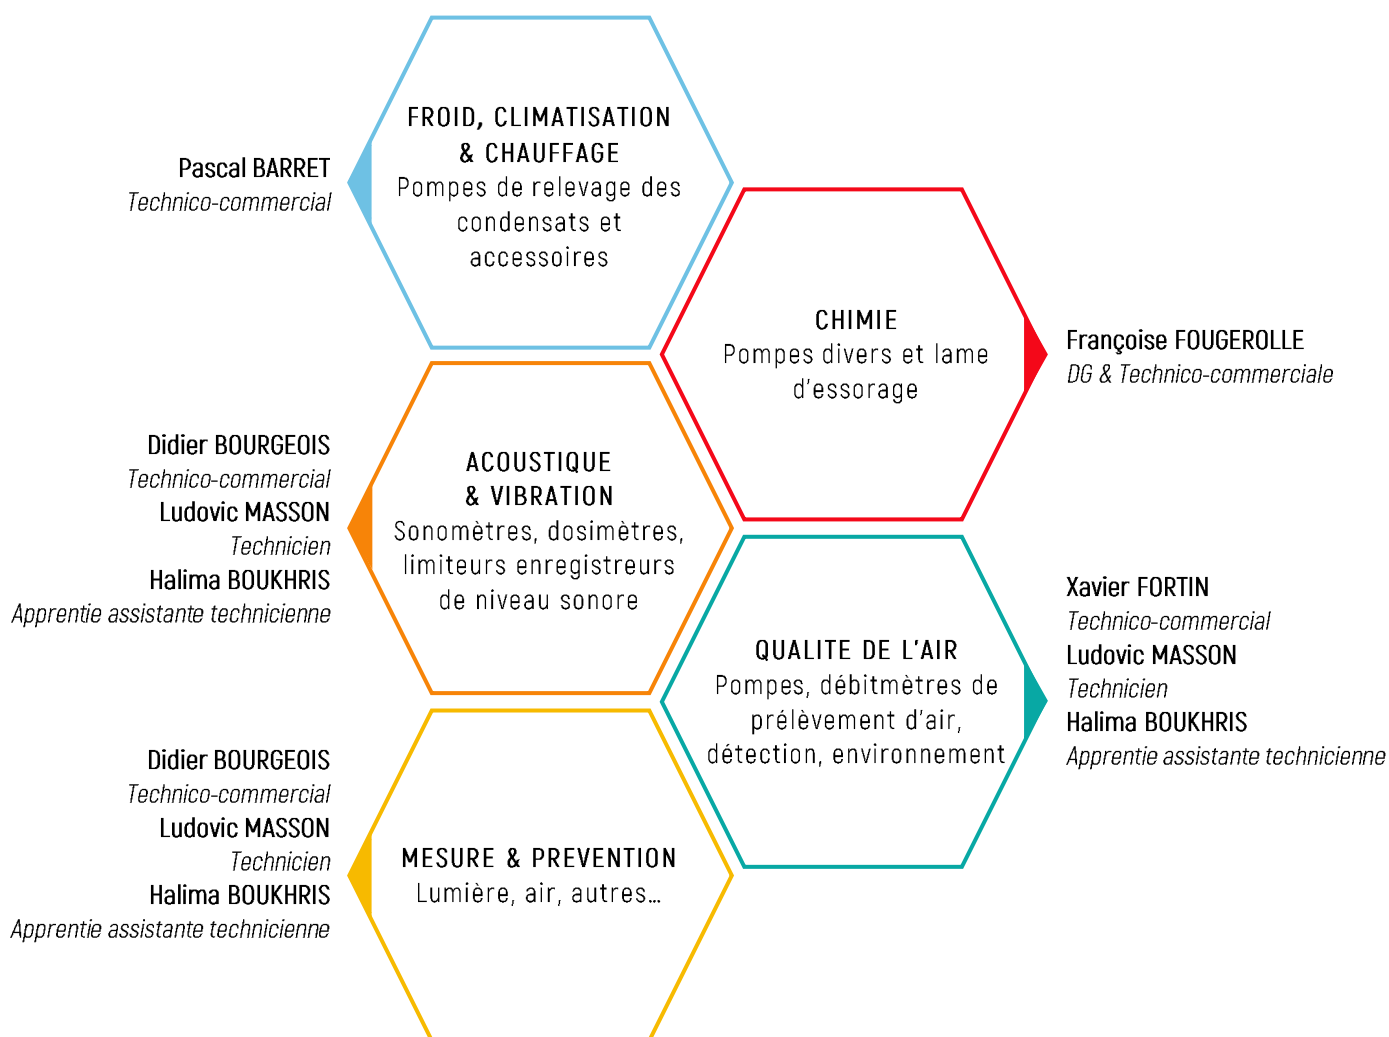 FROID, CLIMATISATION
& CHAUFFAGE
Pompes de relevage des
condensats et
accessoires
Pascal BARRET
Technico-commercial
CHIMIE
Pompes divers et lame
d'essorage
Françoise FOUGEROLLE
DG & Technico-commerciale
Didier BOURGEOIS
Technico-commercial
Ludovic MASSON
Technicien
Halima BOUKHRIS
Apprentie assistante technicienne
ACOUSTIQUE
& VIBRATION
Sonomètres, dosimètres,
limiteurs enregistreurs
de niveau sonore
QUALITE DE L'AIR
Pompes, débitmètres de
prélèvement d'air,
détection, environnement
Xavier FORTIN
Technico-commercial
Ludovic MASSON
Technicien
Halima BOUKHRIS
Apprentie assistante technicienne
Didier BOURGEOIS
Technico-commercial
Ludovic MASSON
Technicien
Halima BOUKHRIS
Apprentie assistante technicienne
MESURE & PREVENTION
Lumière, air, autres…